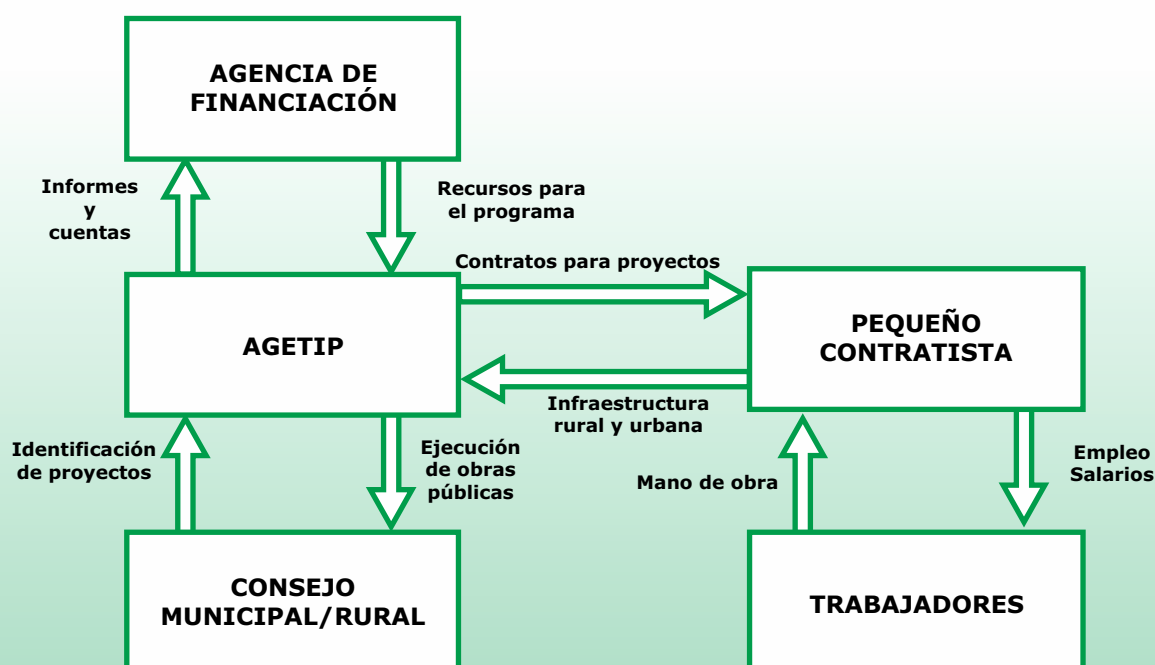 AGENCIA DE
FINANCIACIÓN
Informes
y
cuentas
Recursos para
el programa
Contratos para proyectos
AGETIP
PEQUEÑO
CONTRATISTA
Infraestructura
rural y urbana
Identificación
de proyectos
Ejecución
de obras
públicas
Mano de obra
Empleo
Salarios
CONSEJO
MUNICIPAL/RURAL
TRABAJADORES